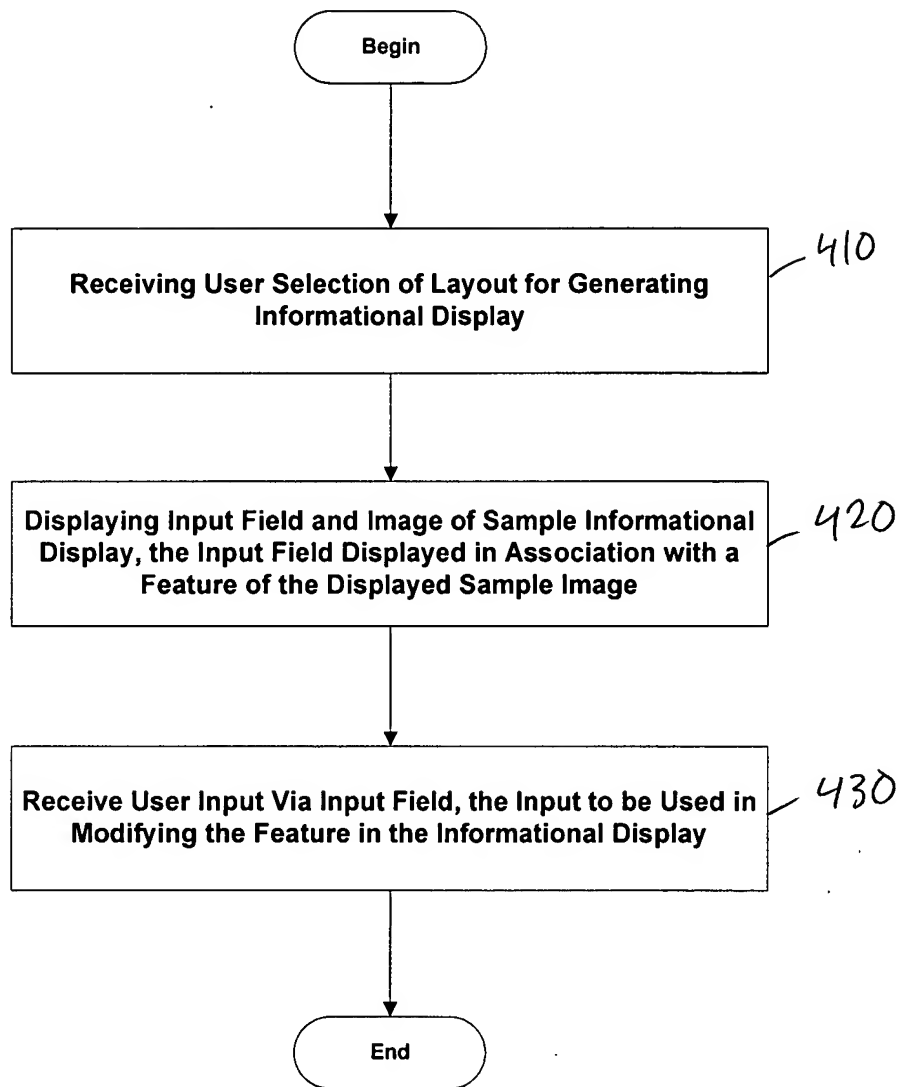 Begin
Receiving User Selection of Layout for Generating
Informational Display
410
Displaying Input Field and Image of Sample Informational
Display, the Input Field Displayed in Association with a
Feature of the Displayed Sample Image
420
Receive User Input Via Input Field, the Input to be Used in
Modifying the Feature in the Informational Display
430
End